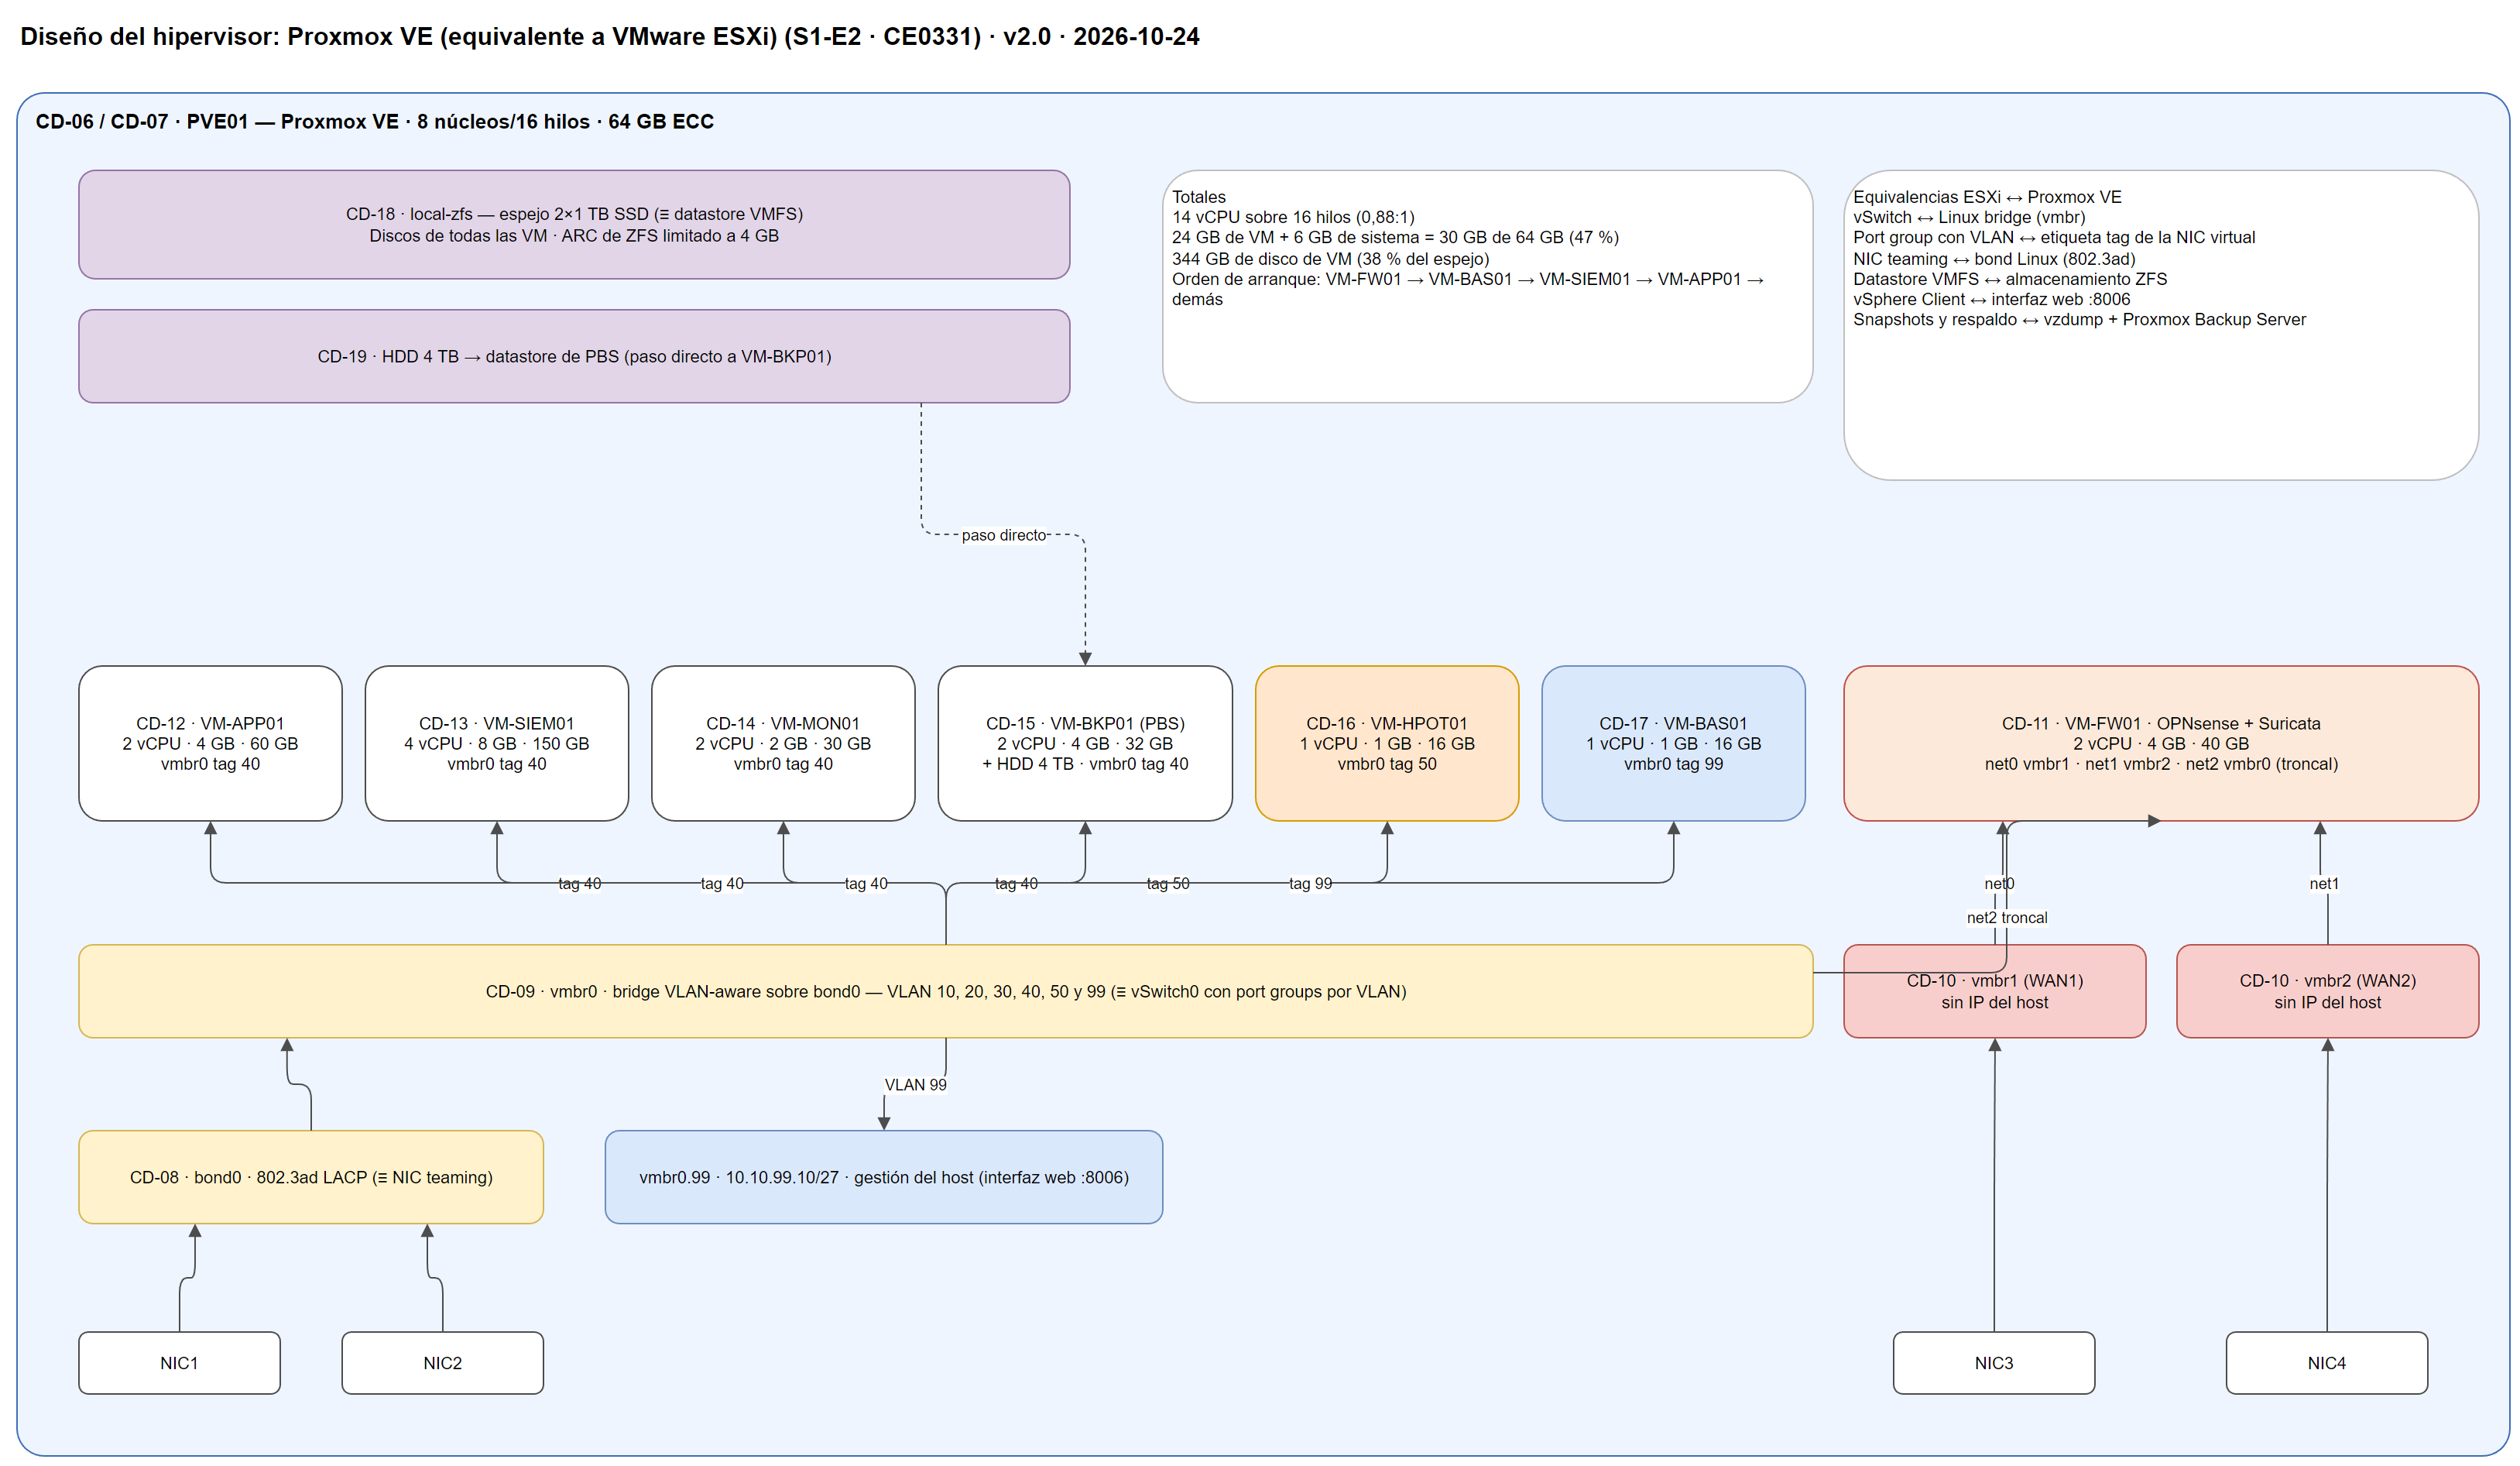 Diseño del hipervisor: Proxmox VE (equivalente a VMware ESXi) (S1-E2 · CE0331) · v2.0 · 2026-10-24
CD-06 / CD-07 · PVE01 — Proxmox VE · 8 núcleos/16 hilos · 64 GB ECC
CD-18 · local-zfs — espejo 2×1 TB SSD (≡ datastore VMFS)
Discos de todas las VM · ARC de ZFS limitado a 4 GB
CD-19 · HDD 4 TB → datastore de PBS (paso directo a VM-BKP01)
Totales
14 vCPU sobre 16 hilos (0,88:1)
24 GB de VM + 6 GB de sistema = 30 GB de 64 GB (47 %)
344 GB de disco de VM (38 % del espejo)
Orden de arranque: VM-FW01 → VM-BAS01 → VM-SIEM01 → VM-APP01 →
demás
Equivalencias ESXi ↔ Proxmox VE
vSwitch ↔ Linux bridge (vmbr)
Port group con VLAN ↔ etiqueta tag de la NIC virtual
NIC teaming ↔ bond Linux (802.3ad)
Datastore VMFS ↔ almacenamiento ZFS
vSphere Client ↔ interfaz web :8006
Snapshots y respaldo ↔ vzdump + Proxmox Backup Server
paso directo
CD-12 · VM-APP01
2 vCPU · 4 GB · 60 GB
vmbr0 tag 40
CD-13 · VM-SIEM01
4 vCPU · 8 GB · 150 GB
vmbr0 tag 40
CD-14 · VM-MON01
2 vCPU · 2 GB · 30 GB
vmbr0 tag 40
CD-15 · VM-BKP01 (PBS)
2 vCPU · 4 GB · 32 GB
+ HDD 4 TB · vmbr0 tag 40
CD-16 · VM-HPOT01
1 vCPU · 1 GB · 16 GB
vmbr0 tag 50
CD-17 · VM-BAS01
1 vCPU · 1 GB · 16 GB
vmbr0 tag 99
CD-11 · VM-FW01 · OPNsense + Suricata
2 vCPU · 4 GB · 40 GB
net0 vmbr1 · net1 vmbr2 · net2 vmbr0 (troncal)
tag 40
tag 40
tag 40
tag 40
tag 50
tag 99
net0
net1
net2 troncal
CD-09 · vmbr0 · bridge VLAN-aware sobre bond0 — VLAN 10, 20, 30, 40, 50 y 99 (≡ vSwitch0 con port groups por VLAN)
CD-10 · vmbr1 (WAN1)
sin IP del host
CD-10 · vmbr2 (WAN2)
sin IP del host
VLAN 99
CD-08 · bond0 · 802.3ad LACP (≡ NIC teaming)
vmbr0.99 · 10.10.99.10/27 · gestión del host (interfaz web :8006)
NIC1
NIC2
NIC3
NIC4